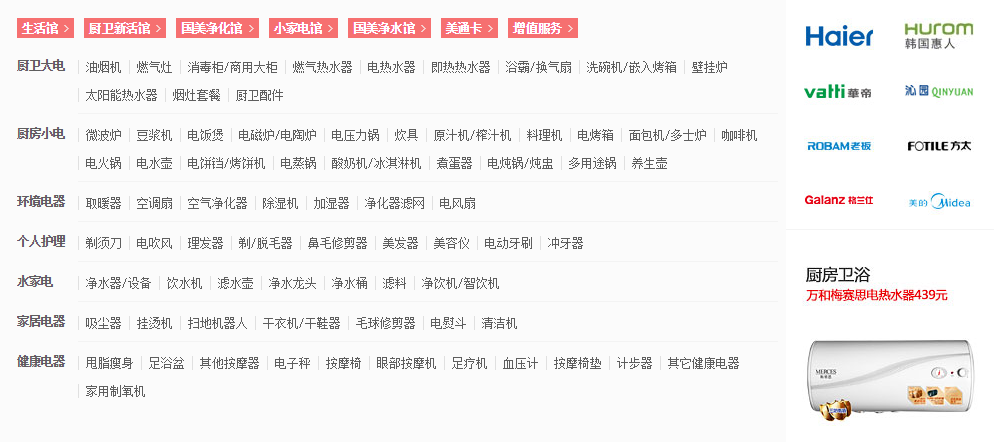 生活馆 > 厨卫新活馆 > 国美净化馆 > 小家电馆 > 国美净水馆 > 美通卡 > 增值服务 >
厨卫大电 油烟机 燃气灶 消毒柜/商用大柜 燃气热水器 电热水器 即热热水器 浴霸/换气扇 洗碗机/嵌入烤箱 壁挂炉
太阳能热水器 烟灶套餐 厨卫配件
厨房小电 微波炉 豆浆机 电饭煲 电磁炉/电陶炉 电压力锅 炊具 原汁机/榨汁机 料理机 电烤箱 面包机/多士炉 咖啡机
电火锅 电水壶 电饼铛/烤饼机 电蒸锅 酸奶机/冰淇淋机 煮蛋器 电炖锅/炖盅 多用途锅 养生壶
环境电器 取暖器 空调扇 空气净化器 除湿机 加湿器 净化器滤网 电风扇
个人护理 剃须刀 电吹风 理发器 剃/脱毛器 鼻毛修剪器 美发器 美容仪 电动牙刷 冲牙器
水家电 净水器/设备 饮水机 滤水壶 净水龙头 净水桶 滤料 净饮机/智饮机
家居电器 吸尘器 挂烫机 扫地机器人 干衣机/干鞋器 毛球修剪器 电熨斗 清洁机
健康电器 甩脂瘦身 足浴盆 其他按摩器 电子秤 按摩椅 眼部按摩机 足疗机 血压计 按摩椅垫 计步器 其它健康电器
家用制氧机
Haier HUROM
韩国惠人
vatti 華帝 沁园 QINYUAN
ROBAM老板 FOTILE方太
Galanz 格兰仕 美的 Midea
厨房卫浴
万和梅赛思电热水器439元
MERCES